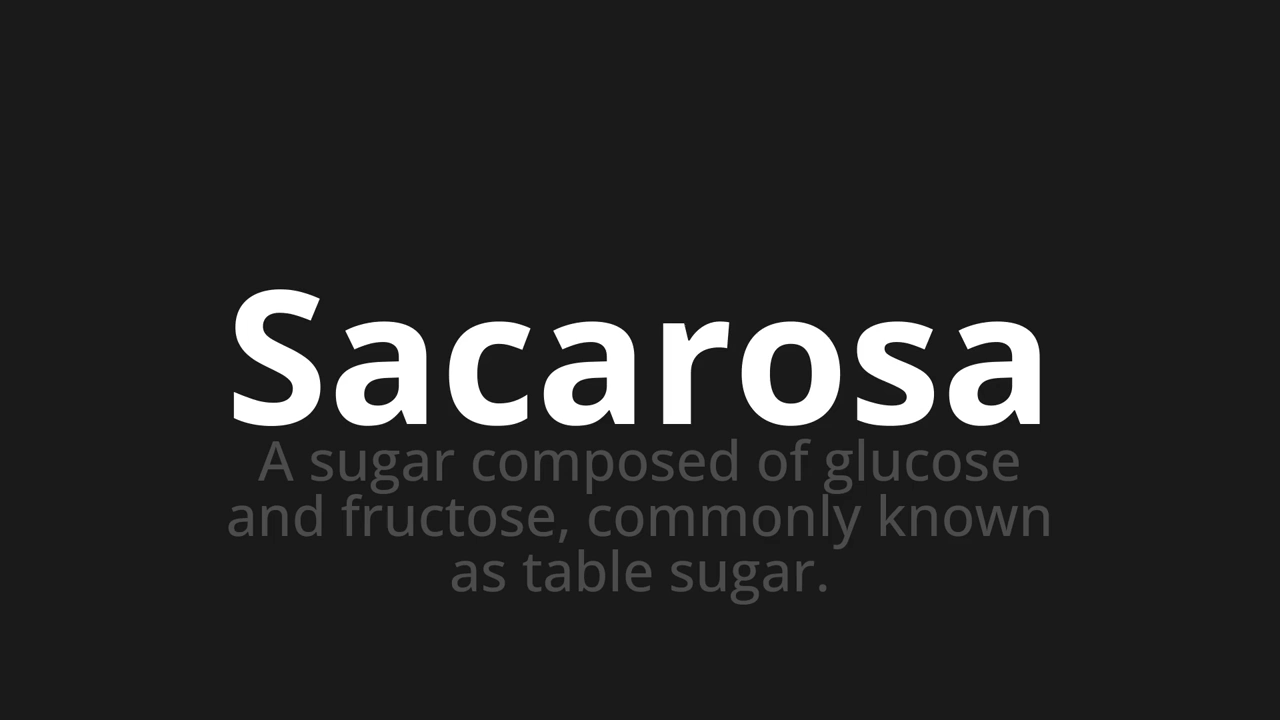 Sacarosa
A sugar composed of glucose
and fructose, commonly known
as table sugar.